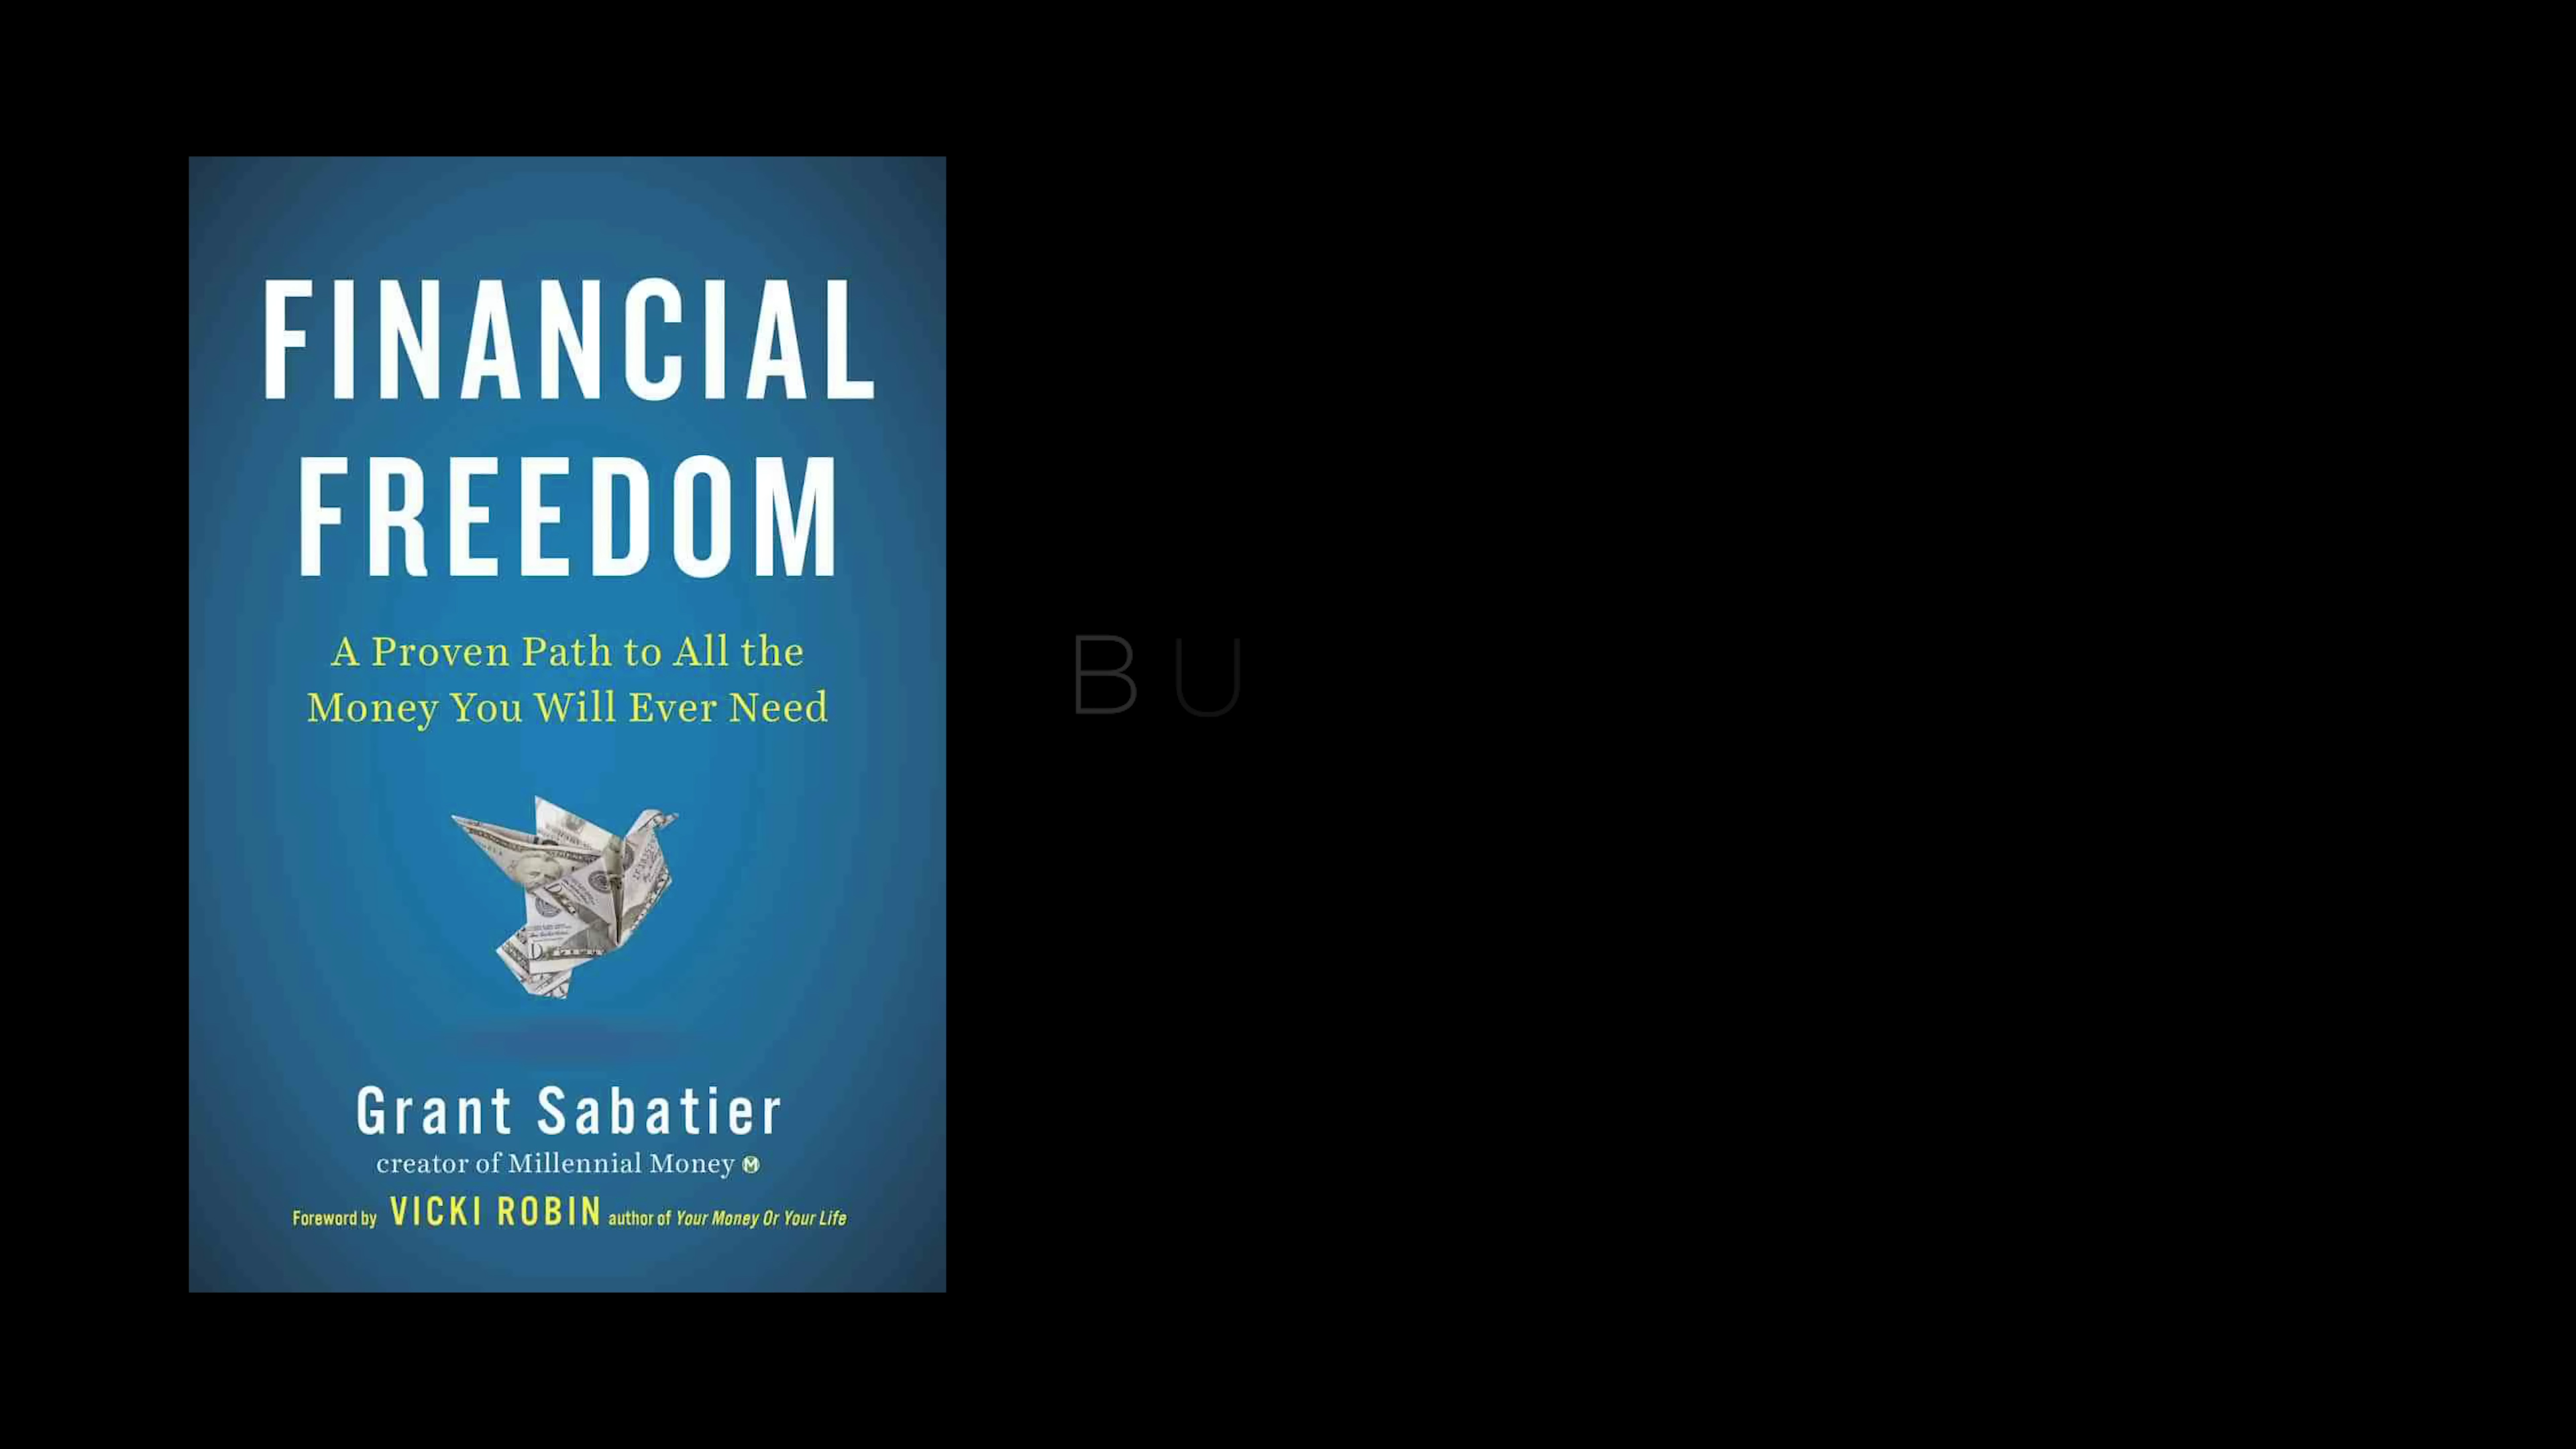 FINANCIAL
FREEDOM
A Proven Path to All the
Money You Will Ever Need
Grant Sabatier
creator of Millennial Money
Foreword by VICKI ROBIN author of Your Money Or Your Life
BU